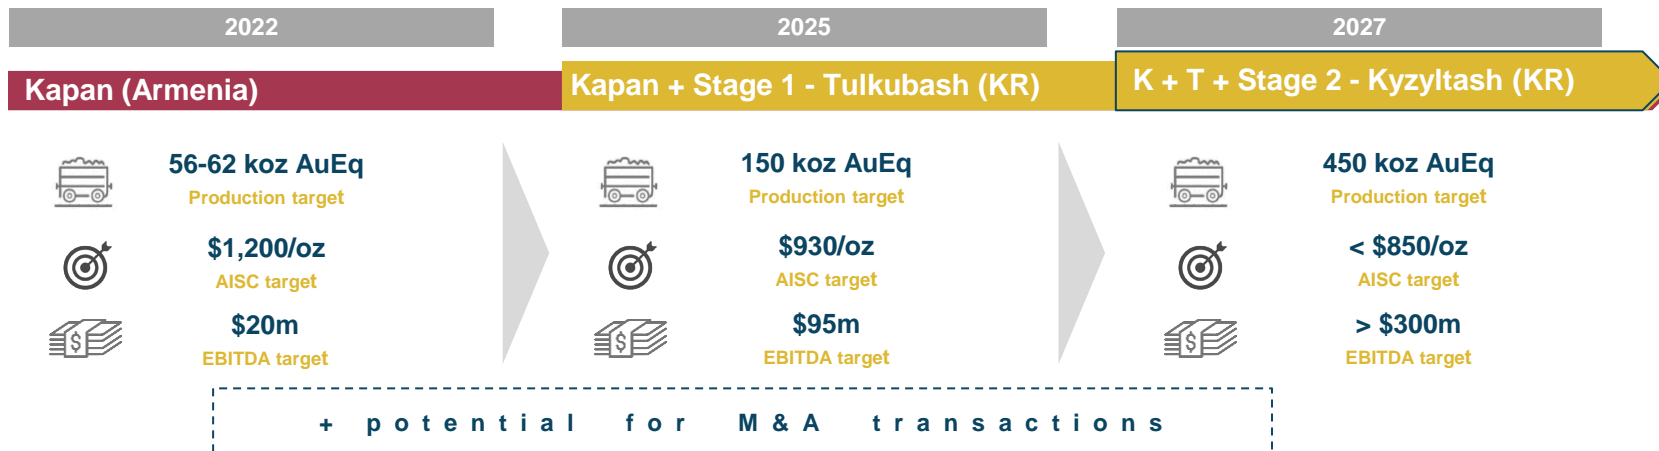 2022
2025
2027
Kapan (Armenia)
Kapan + Stage 1 - Tulkubash (KR)
K + T + Stage 2 - Kyzyltash (KR)
56-62 koz AuEq
Production target
$1,200/oz
AISC target
$20m
EBITDA target
150 koz AuEq
Production target
$930/oz
AISC target
$95m
EBITDA target
450 koz AuEq
Production target
< $850/oz
AISC target
> $300m
EBITDA target
+ potential for M&A transactions